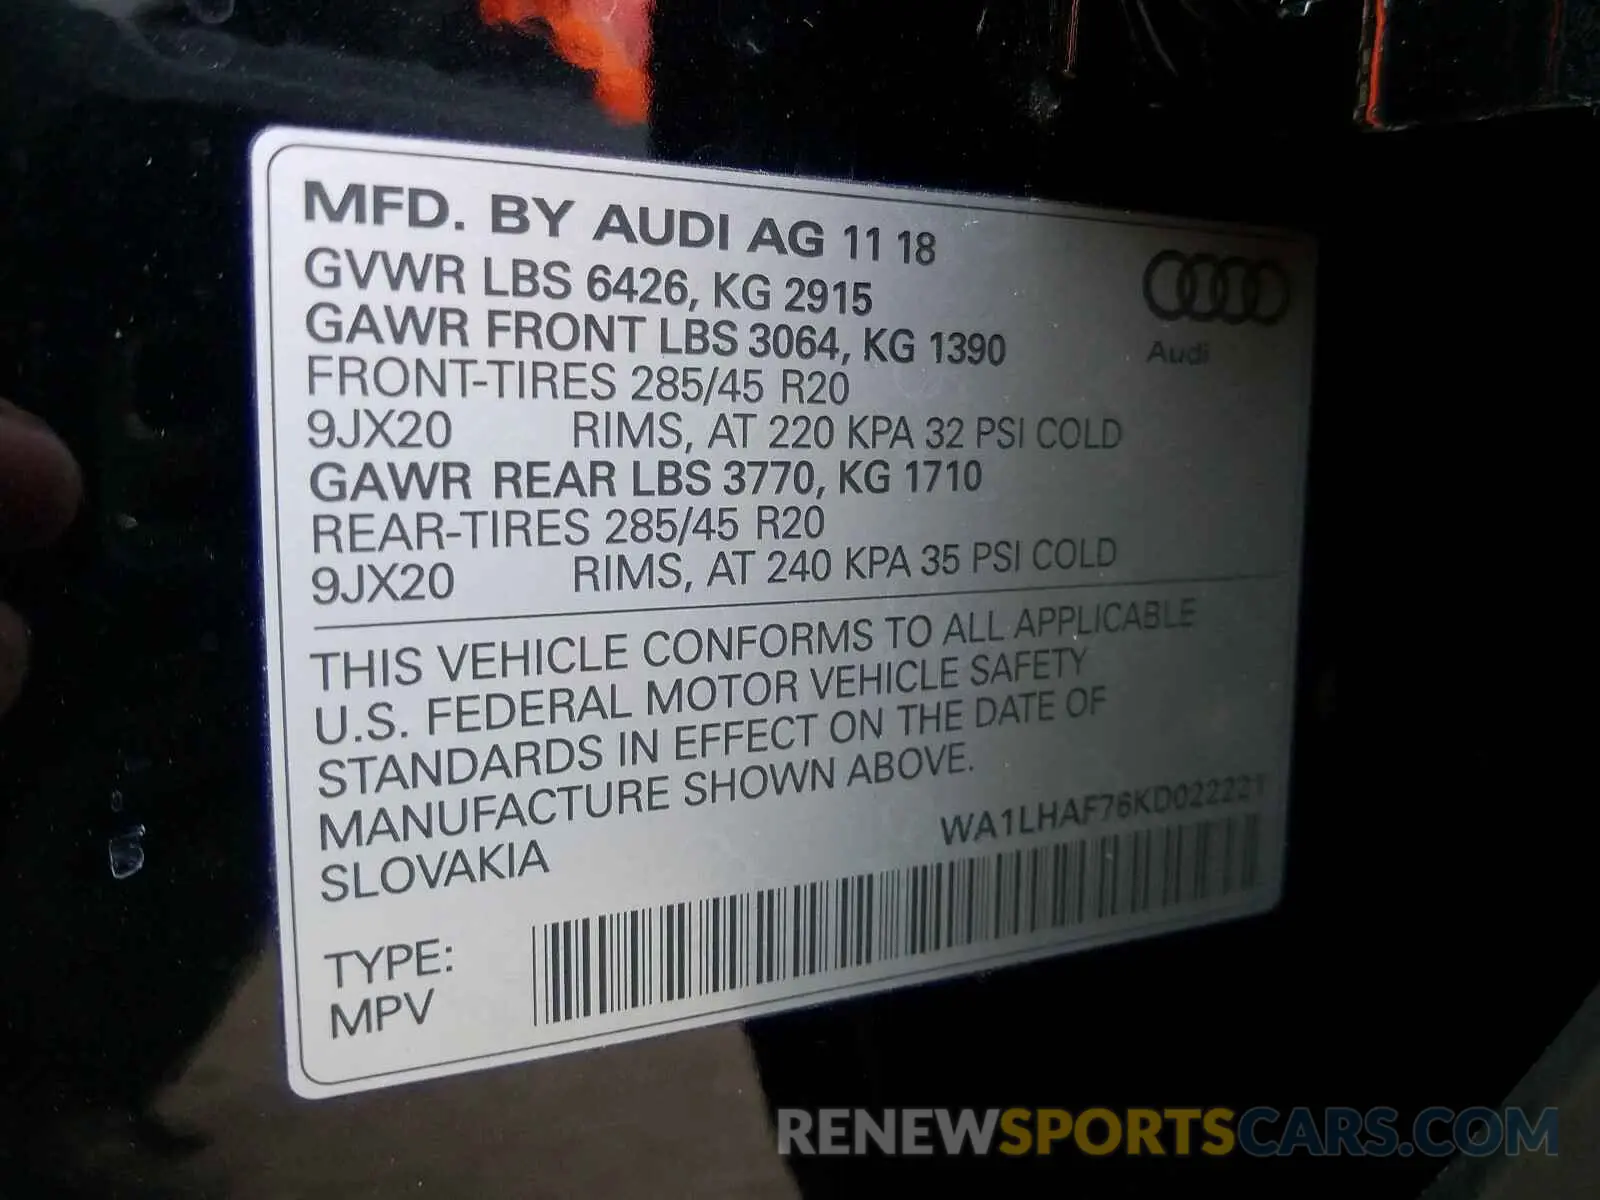 MFD. BY AUDI AG 11 18
GVWR LBS 6426, KG 2915
GAWR FRONT LBS 3064, KG 1390
FRONT-TIRES 285/45 R20
9JX20 RIMS, AT 220 KPA 32 PSI COLD
GAWR REAR LBS 3770, KG 1710
REAR-TIRES 285/45 R20
9JX20 RIMS, AT 240 KPA 35 PSI COLD
Audi
THIS VEHICLE CONFORMS TO ALL APPLICABLE
U.S. FEDERAL MOTOR VEHICLE SAFETY
STANDARDS IN EFFECT ON THE DATE OF
MANUFACTURE SHOWN ABOVE.
SLOVAKIA
WA1LHAF76KD022221
TYPE:
MPV
RENEWSPORTSCARS.COM